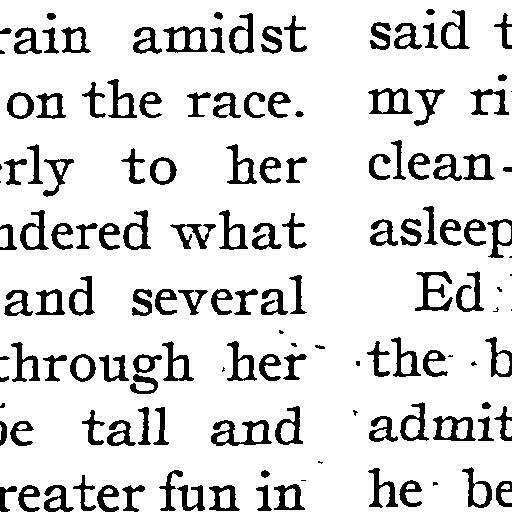 rain amidst
on the race.
erly to her
ndered what
and several
through her
be tall and
reater fun in
said t
my ri
clean-
asleep
Ed
the b
admit
he be